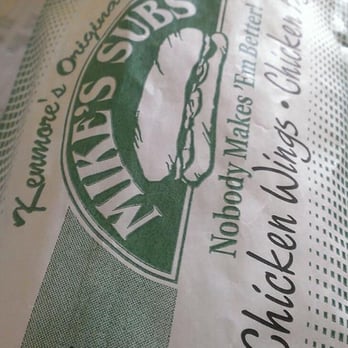 Kenmore's Original
MIKE'S SUBS
Nobody Makes 'Em Better!
Chicken Wings • Chicken